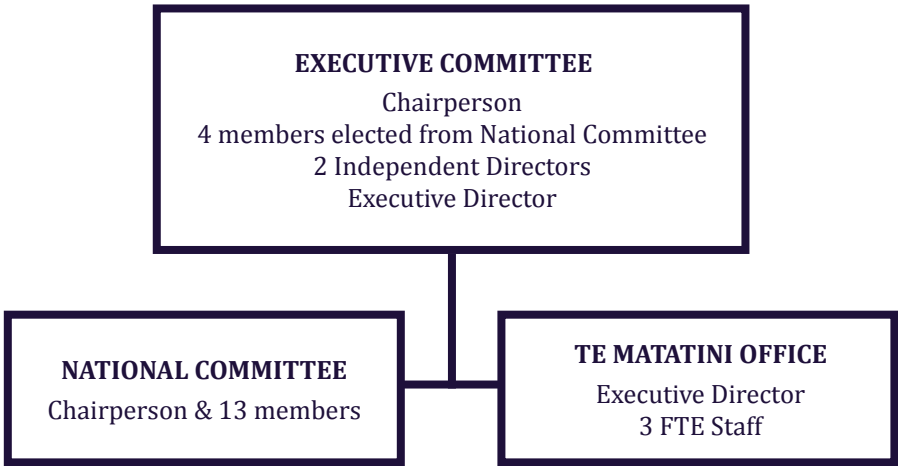 EXECUTIVE COMMITTEE
Chairperson
4 members elected from National Committee
2 Independent Directors
Executive Director
NATIONAL COMMITTEE
Chairperson & 13 members
TE MATATINI OFFICE
Executive Director
3 FTE Staff